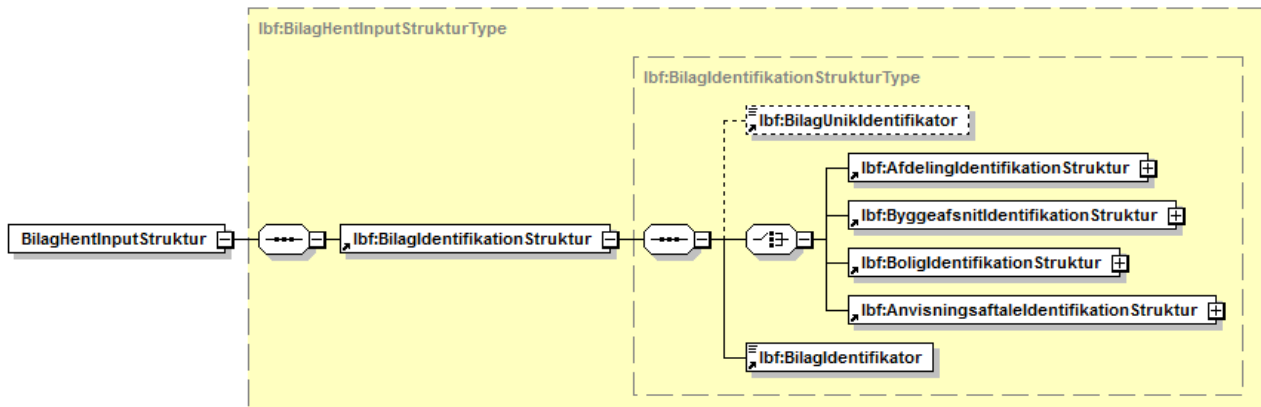 lbf:BilagHentInputStrukturType
lbf:BilagIdentifikationStrukturType
lbf:BilagUnikIdentifikator
lbf:AfdelingIdentifikationStruktur
lbf:ByggeafsnitIdentifikationStruktur
BilagHentInputStruktur
lbf:BilagIdentifikationStruktur
lbf:BoligIdentifikationStruktur
lbf:AnvisningsaftaleIdentifikationStruktur
lbf:BilagIdentifikator